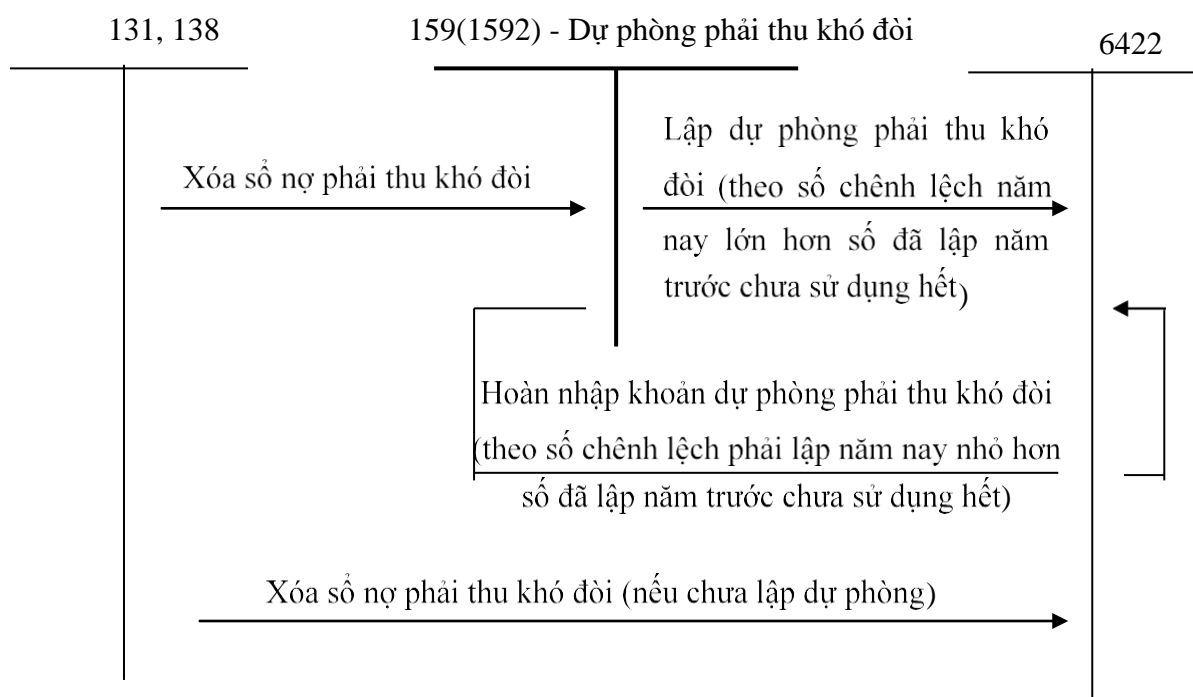 131, 138
159(1592) - Dự phòng phải thu khó đòi
6422
Lập dự phòng phải thu khó
đòi (theo số chênh lệch năm
nay lớn hơn số đã lập năm
trước chưa sử dụng hết)
Xóa sổ nợ phải thu khó đòi
Hoàn nhập khoản dự phòng phải thu khó đòi
(theo số chênh lệch phải lập năm nay nhỏ hơn
số đã lập năm trước chưa sử dụng hết)
Xóa sổ nợ phải thu khó đòi (nếu chưa lập dự phòng)